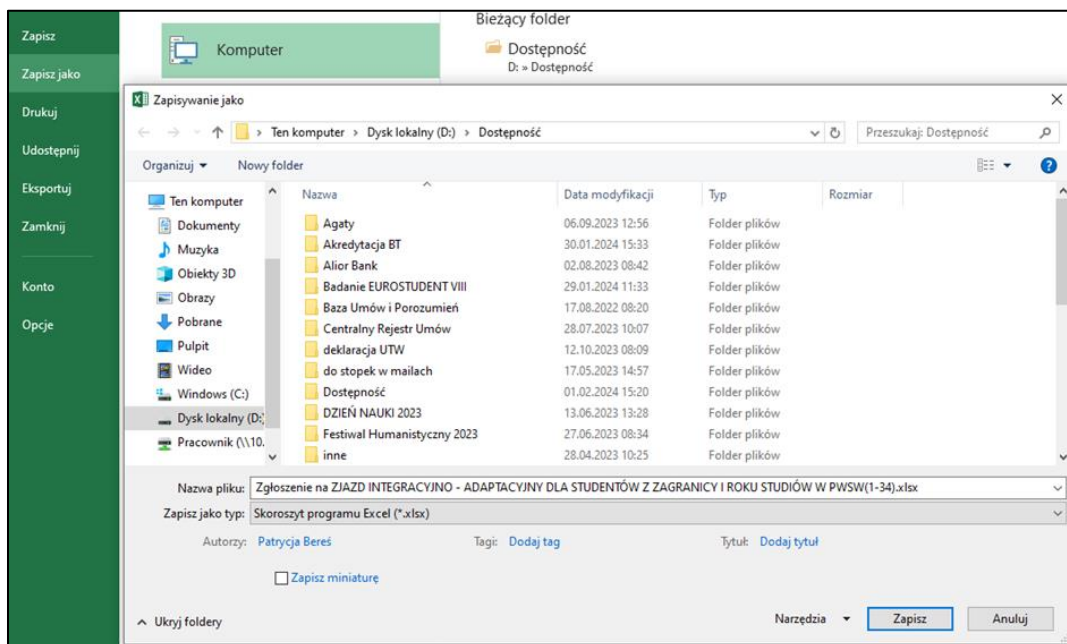 Zapisz
Zapisz jako
Drukuj
Udostępnij
Eksportuj
Zamknij
Konto
Opcje
Komputer
Bieżący folder
Dostępność
D: » Dostępność
Zapisywanie jako
Ten komputer › Dysk lokalny (D:) › Dostępność
Przeszukaj: Dostępność
Organizuj
Nowy folder
Ten komputer
Dokumenty
Muzyka
Obiekty 3D
Obrazy
Pobrane
Pulpit
Wideo
Windows (C:)
Dysk lokalny (D:)
Pracownik (\\10.
Nazwa Data modyfikacji Typ Rozmiar
Agaty 06.09.2023 12:56 Folder plików
Akredytacja BT 30.01.2024 15:33 Folder plików
Alior Bank 02.08.2023 08:42 Folder plików
Badanie EUROSTUDENT VIII 29.01.2024 11:33 Folder plików
Baza Umów i Porozumień 17.08.2022 08:20 Folder plików
Centralny Rejestr Umów 28.07.2023 10:07 Folder plików
deklaracja UTW 12.10.2023 08:09 Folder plików
do stopek w mailach 17.05.2023 14:57 Folder plików
Dostępność 01.02.2024 15:20 Folder plików
DZIEŃ NAUKI 2023 13.06.2023 13:28 Folder plików
Festiwal Humanistyczny 2023 27.06.2023 08:34 Folder plików
inne 28.04.2023 10:25 Folder plików
Nazwa pliku: Zgłoszenie na ZJAZD INTEGRACYJNO - ADAPTACYJNY DLA STUDENTÓW Z ZAGRANICY I ROKU STUDIÓW W PWSW(1-34).xlsx
Zapisz jako typ: Skoroszyt programu Excel (*.xlsx)
Autorzy: Patrycja Bereś Tagi: Dodaj tag Tytuł: Dodaj tytuł
Zapisz miniaturę
Ukryj foldery
Narzędzia
Zapisz
Anuluj